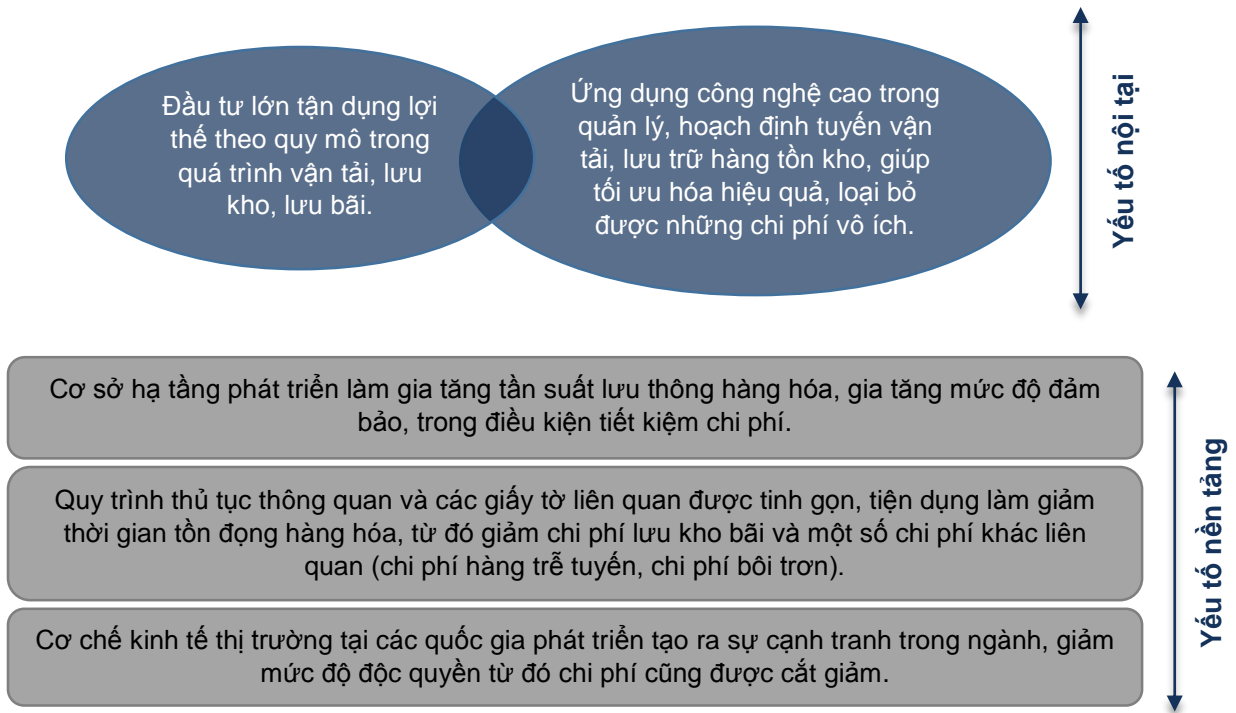 Đầu tư lớn tận dụng lợi
thế theo quy mô trong
quá trình vận tải, lưu
kho, lưu bãi.
Ứng dụng công nghệ cao trong
quản lý, hoạch định tuyến vận
tải, lưu trữ hàng tồn kho, giúp
tối ưu hóa hiệu quả, loại bỏ
được những chi phí vô ích.
Yếu tố nội tại
Cơ sở hạ tầng phát triển làm gia tăng tần suất lưu thông hàng hóa, gia tăng mức độ đảm
bảo, trong điều kiện tiết kiệm chi phí.
Quy trình thủ tục thông quan và các giấy tờ liên quan được tinh gọn, tiện dụng làm giảm
thời gian tồn đọng hàng hóa, từ đó giảm chi phí lưu kho bãi và một số chi phí khác liên
quan (chi phí hàng trễ tuyến, chi phí bôi trơn).
Cơ chế kinh tế thị trường tại các quốc gia phát triển tạo ra sự cạnh tranh trong ngành, giảm
mức độ độc quyền từ đó chi phí cũng được cắt giảm.
Yếu tố nền tảng